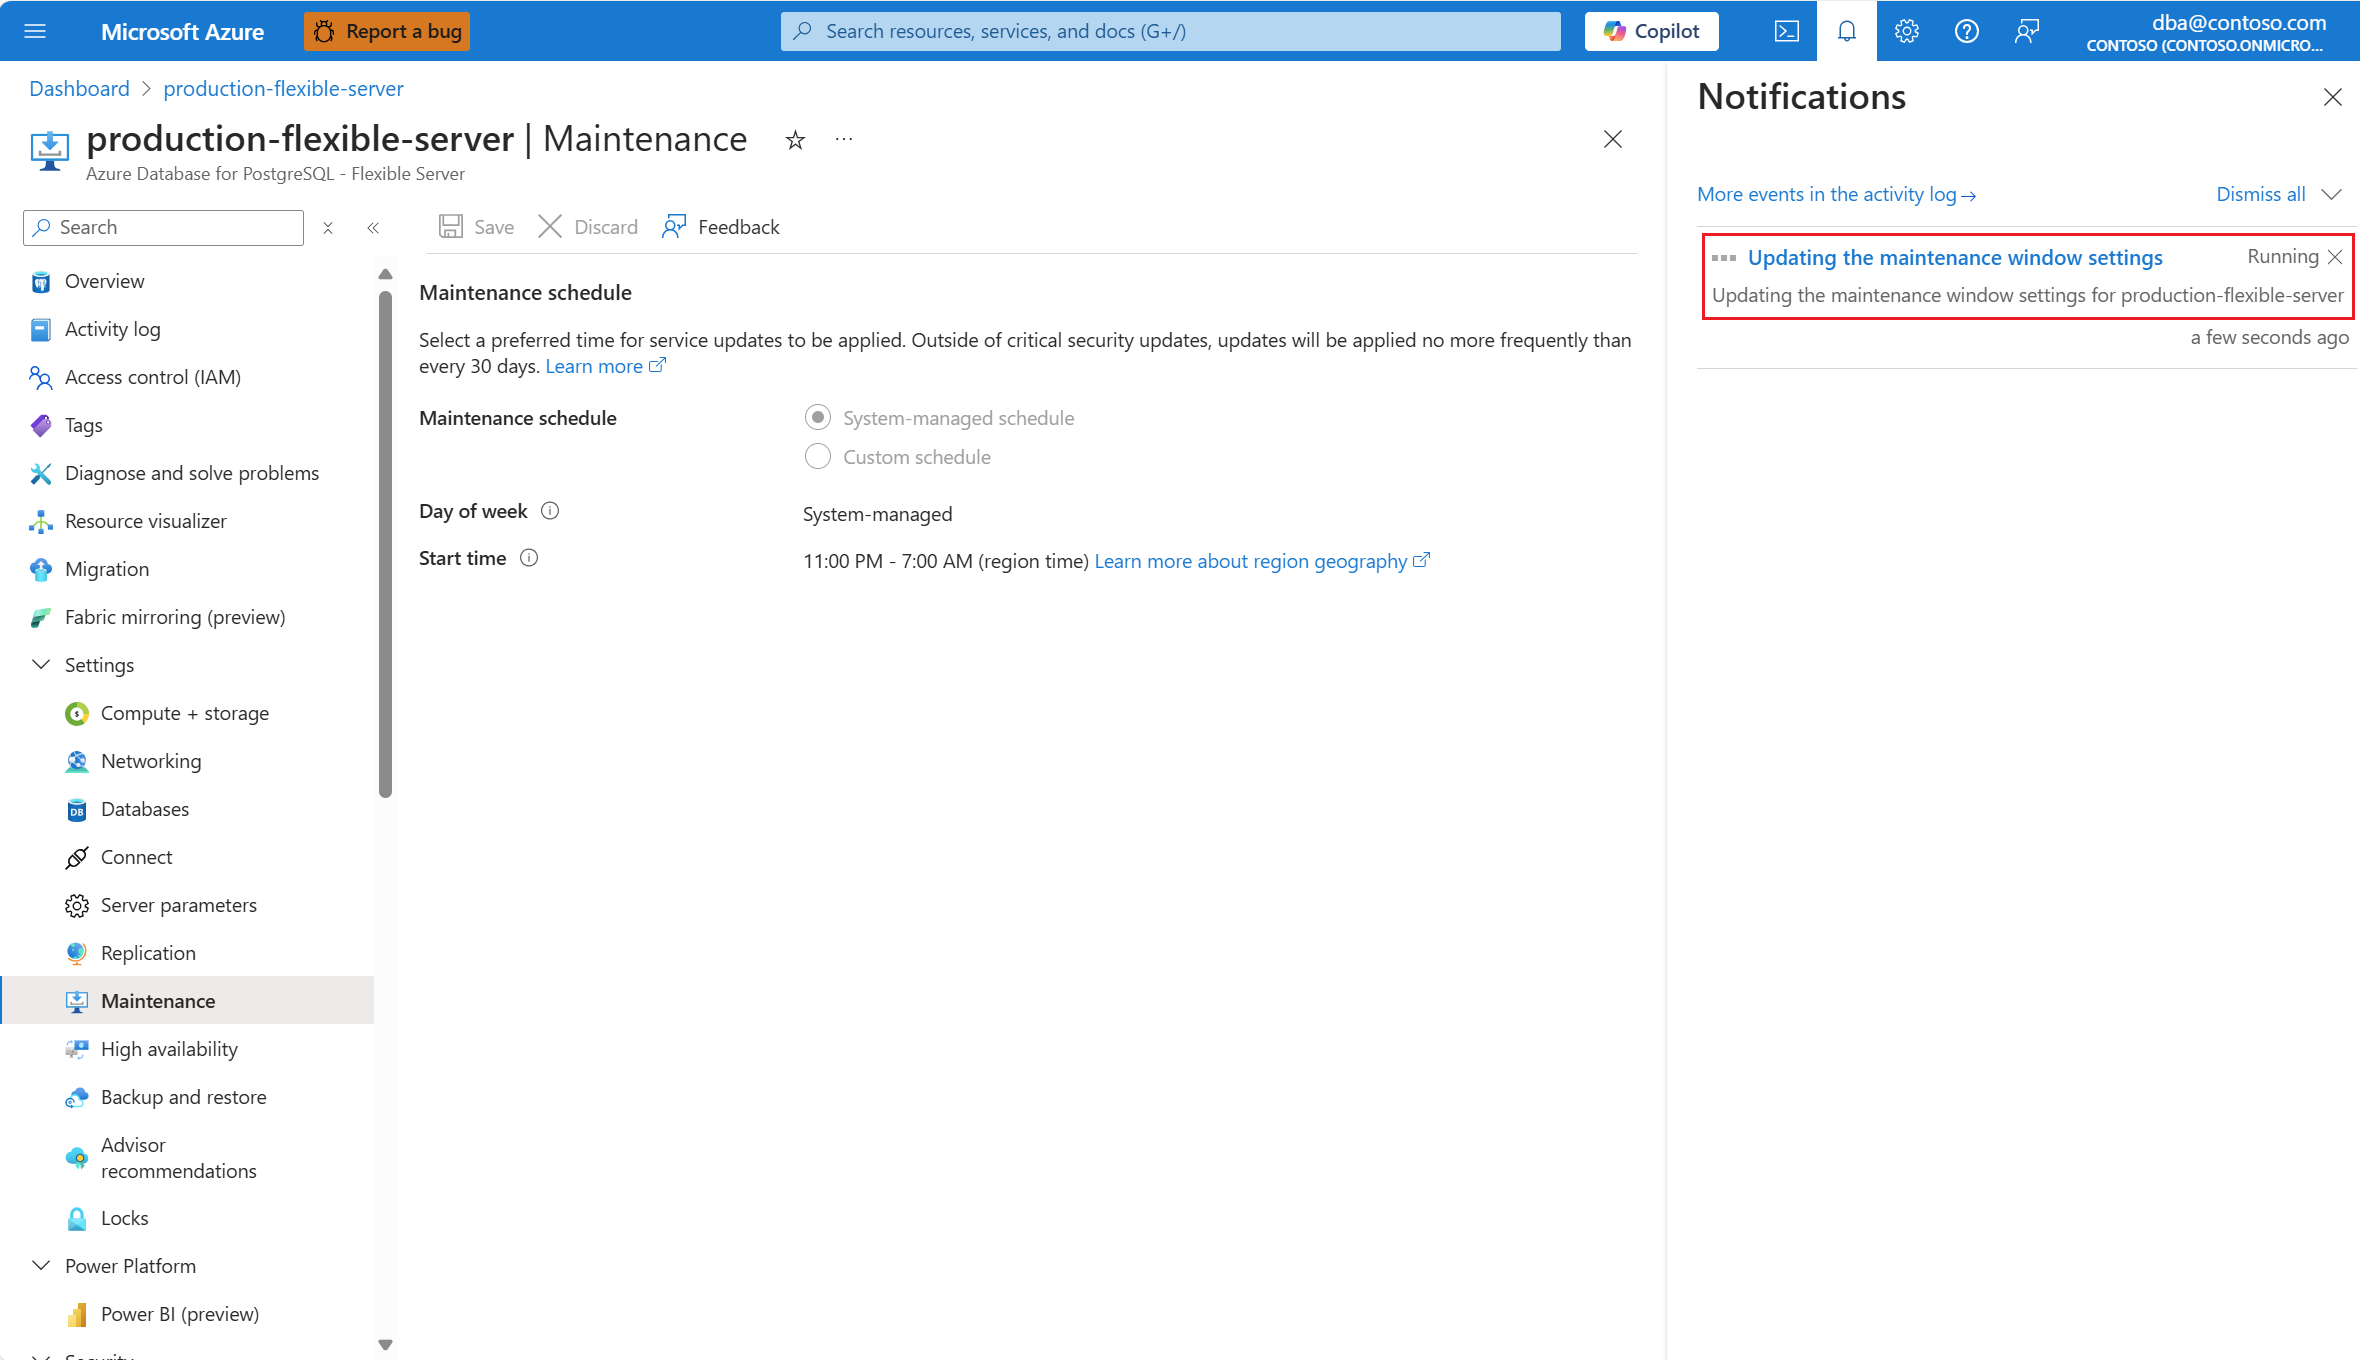 Microsoft Azure
Report a bug
Search resources, services, and docs (G+/)
Copilot
dba@contoso.com
CONTOSO (CONTOSO.ONMICRO...
Dashboard > production-flexible-server
production-flexible-server | Maintenance
Azure Database for PostgreSQL - Flexible Server
Search
Overview
Activity log
Access control (IAM)
Tags
Diagnose and solve problems
Resource visualizer
Migration
Fabric mirroring (preview)
Settings
Compute + storage
Networking
Databases
Connect
Server parameters
Replication
Maintenance
High availability
Backup and restore
Advisor
recommendations
Locks
Power Platform
Power BI (preview)
Security
Save
Discard
Feedback
Maintenance schedule
Select a preferred time for service updates to be applied. Outside of critical security updates, updates will be applied no more frequently than
every 30 days. Learn more
Maintenance schedule
System-managed schedule
Custom schedule
Day of week
System-managed
Start time
11:00 PM - 7:00 AM (region time) Learn more about region geography
Notifications
More events in the activity log →
Dismiss all
Updating the maintenance window settings
Running
Updating the maintenance window settings for production-flexible-server
a few seconds ago